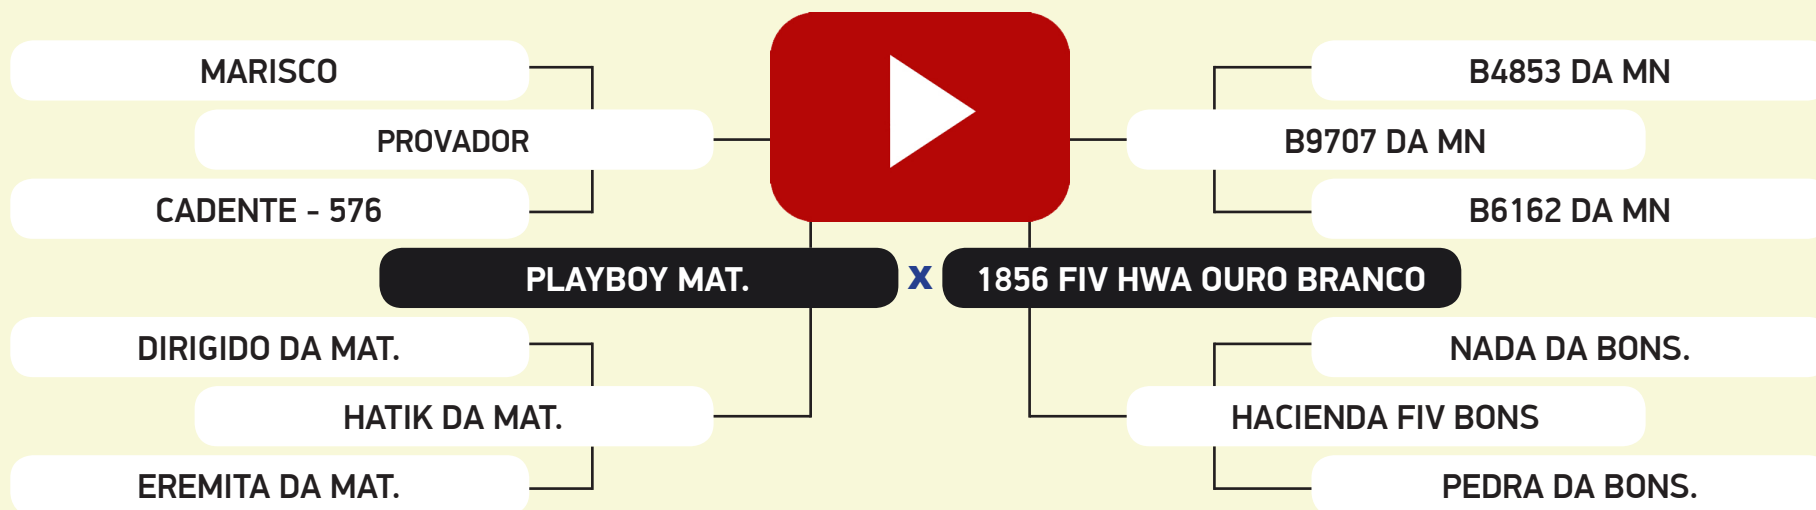 MARISCO
PROVADOR
CADENTE - 576
B4853 DA MN
B9707 DA MN
B6162 DA MN
PLAYBOY MAT. X 1856 FIV HWA OURO BRANCO
DIRIGIDO DA MAT.
HATIK DA MAT.
EREMITA DA MAT.
NADA DA BONS.
HACIENDA FIV BONS
PEDRA DA BONS.